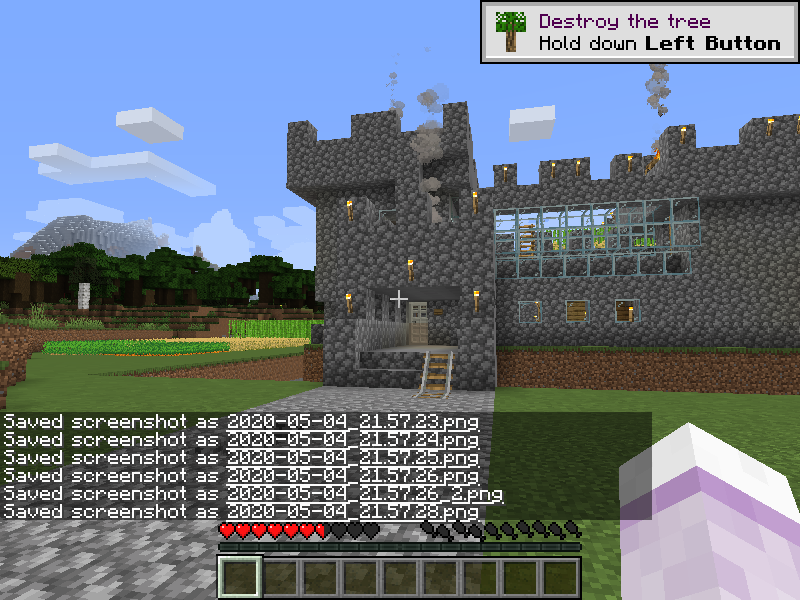 Destroy the tree
Hold down Left Button
Saved screenshot as 2020-05-04_21.57.23.png
Saved screenshot as 2020-05-04_21.57.24.png
Saved screenshot as 2020-05-04_21.57.25.png
Saved screenshot as 2020-05-04_21.57.26.png
Saved screenshot as 2020-05-04_21.57.26_2.png
Saved screenshot as 2020-05-04_21.57.28.png